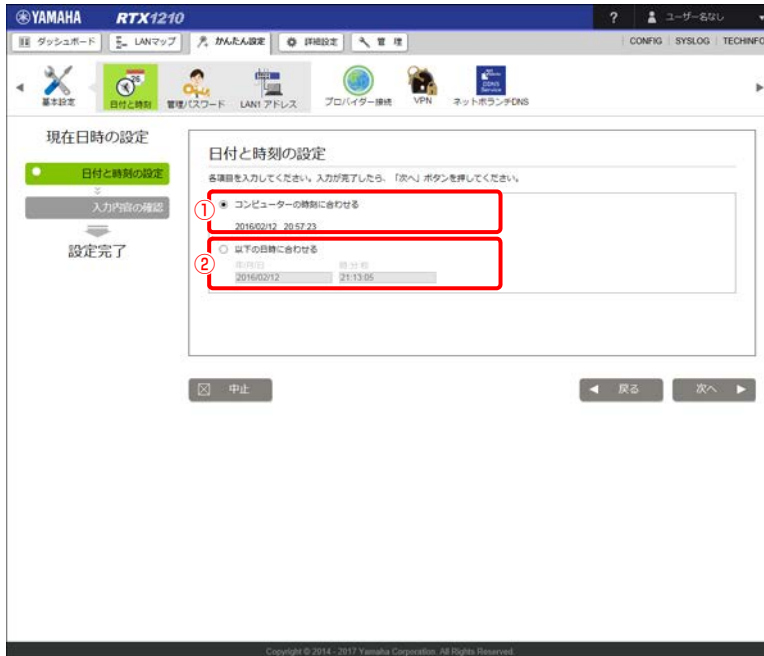 YAMAHA RTX1210 ? ユーザー名なし
ダッシュボード LANマップ かんたん設定 詳細設定 管 理 CONFIG SYSLOG TECHINFO
26
DDNS Service
基本設定 日付と時刻 管理パスワード LAN1 アドレス プロバイダー接続 VPN ネットボランチDNS
現在日時の設定
日付と時刻の設定
入力内容の確認
設定完了
日付と時刻の設定
各項目を入力してください。入力が完了したら、「次へ」ボタンを押してください。
① コンピューターの時刻に合わせる
2016/02/12 20:57:23
② 以下の日時に合わせる
年/月/日 時:分:秒
2016/02/12 21:13:05
中止 戻る 次へ
Copyright © 2014 - 2017 Yamaha Corporation. All Rights Reserved.